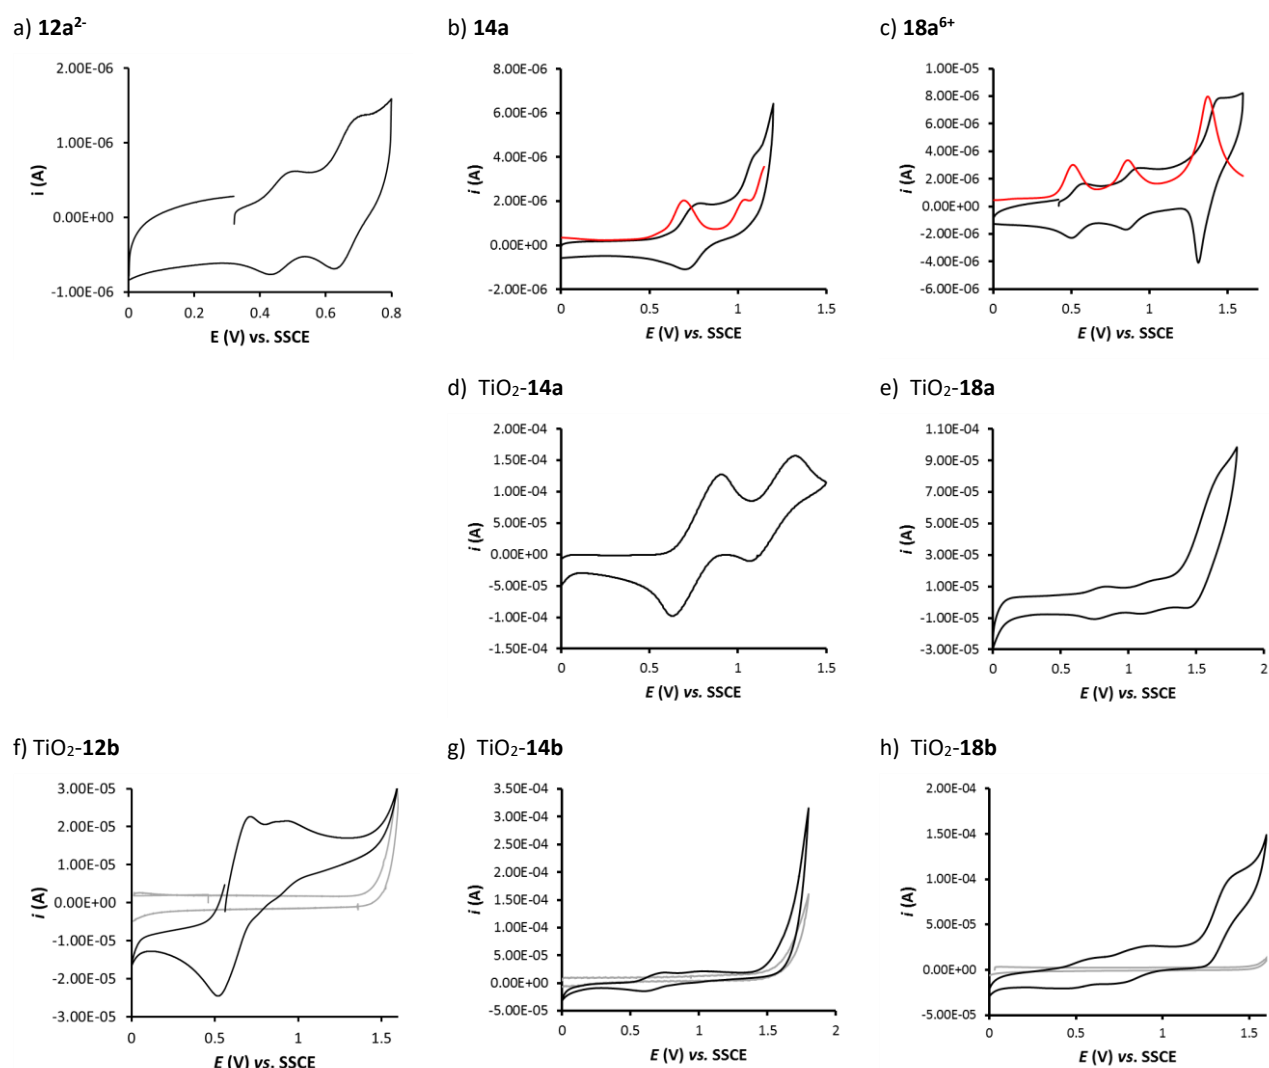 a) 12a²⁻
2.00E-06
1.00E-06
0.00E+00
-1.00E-06
i (A)
0 0.2 0.4 0.6 0.8
E (V) vs. SSCE
b) 14a
8.00E-06
6.00E-06
4.00E-06
2.00E-06
0.00E+00
-2.00E-06
i (A)
0 0.5 1 1.5
E (V) vs. SSCE
c) 18a⁶⁺
1.00E-05
8.00E-06
6.00E-06
4.00E-06
2.00E-06
0.00E+00
-2.00E-06
-4.00E-06
-6.00E-06
i (A)
0 0.5 1 1.5
E (V) vs. SSCE
d) TiO₂-14a
2.00E-04
1.50E-04
1.00E-04
5.00E-05
0.00E+00
-5.00E-05
-1.00E-04
-1.50E-04
i (A)
0 0.5 1 1.5
E (V) vs. SSCE
e) TiO₂-18a
1.10E-04
9.00E-05
7.00E-05
5.00E-05
3.00E-05
1.00E-05
-1.00E-05
-3.00E-05
i (A)
0 0.5 1 1.5 2
E (V) vs. SSCE
f) TiO₂-12b
3.00E-05
2.00E-05
1.00E-05
0.00E+00
-1.00E-05
-2.00E-05
-3.00E-05
i (A)
0 0.5 1 1.5
E (V) vs. SSCE
g) TiO₂-14b
3.50E-04
3.00E-04
2.50E-04
2.00E-04
1.50E-04
1.00E-04
5.00E-05
0.00E+00
-5.00E-05
i (A)
0 0.5 1 1.5 2
E (V) vs. SSCE
h) TiO₂-18b
2.00E-04
1.50E-04
1.00E-04
5.00E-05
0.00E+00
-5.00E-05
i (A)
0 0.5 1 1.5
E (V) vs. SSCE